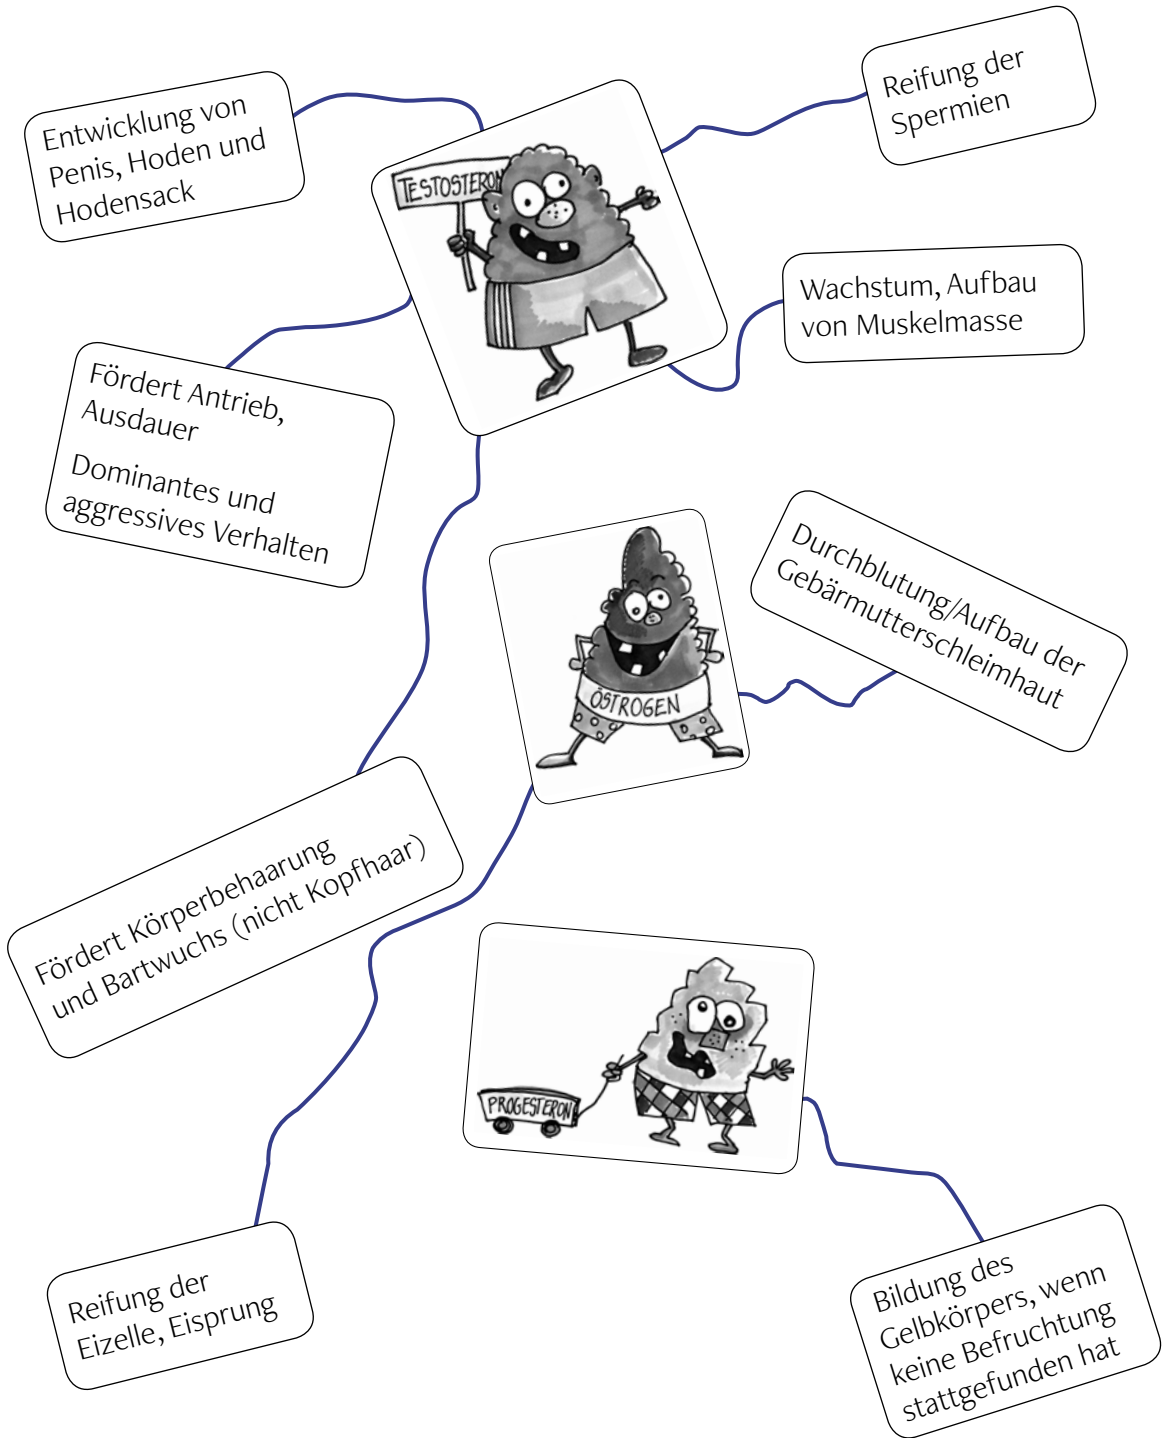 Entwicklung von
Penis, Hoden und
Hodensack
TESTOSTERON
Reifung der
Spermien
Wachstum, Aufbau
von Muskelmasse
Fördert Antrieb,
Ausdauer
Dominantes und
aggressives Verhalten
Durchblutung/Aufbau der
Gebärmutterschleimhaut
ÖSTROGEN
Fördert Körperbehaarung
und Bartwuchs (nicht Kopfhaar)
PROGESTERON
Reifung der
Eizelle, Eisprung
Bildung des
Gelbkörpers, wenn
keine Befruchtung
stattgefunden hat